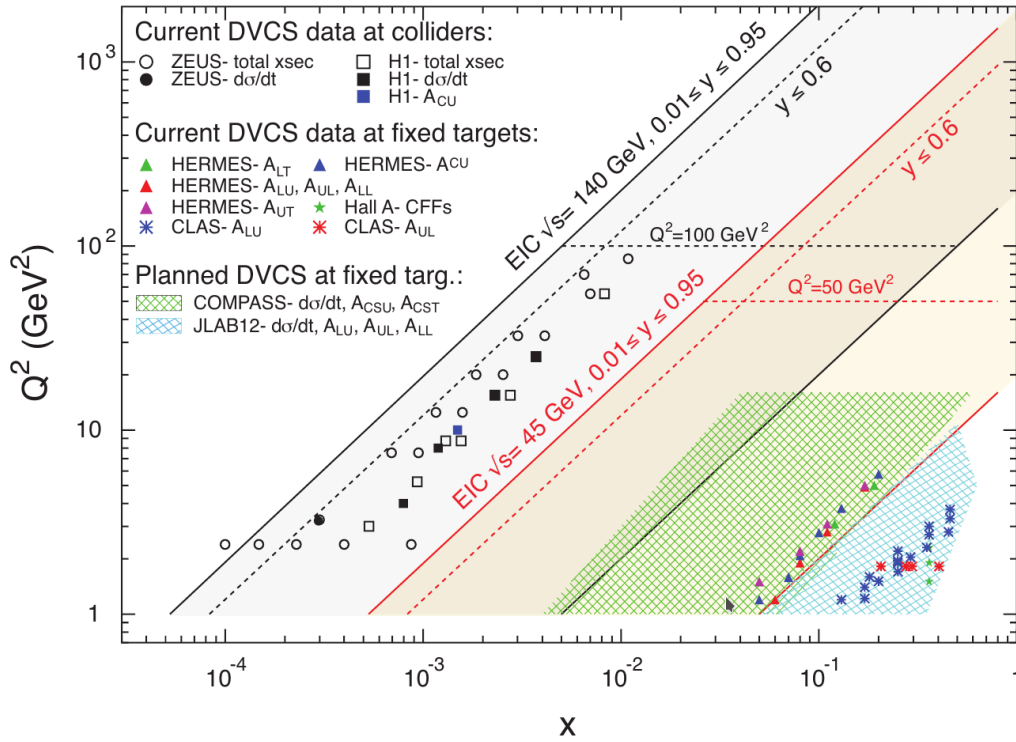 Current DVCS data at colliders:
ZEUS- total xsec
H1- total xsec
ZEUS- dσ/dt
H1- dσ/dt
H1- A_CU
Current DVCS data at fixed targets:
HERMES- A_LT
HERMES- A^CU
HERMES- A_LU, A_UL, A_LL
HERMES- A_UT
Hall A- CFFs
CLAS- A_LU
CLAS- A_UL
Planned DVCS at fixed targ.:
COMPASS- dσ/dt, A_CSU, A_CST
JLAB12- dσ/dt, A_LU, A_UL, A_LL
EIC √s= 140 GeV, 0.01≤ y ≤ 0.95
y ≤ 0.6
EIC √s= 45 GeV, 0.01≤ y ≤ 0.95
y ≤ 0.6
Q²=100 GeV²
Q²=50 GeV²
Q² (GeV²)
10³
10²
10
1
10⁻⁴
10⁻³
10⁻²
10⁻¹
1
x